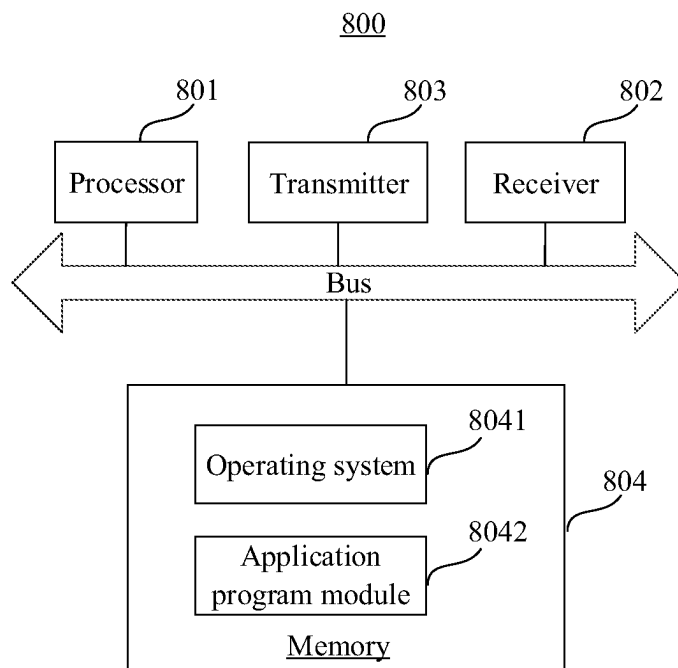 800
801
803
802
Processor
Transmitter
Receiver
Bus
8041
Operating system
804
8042
Application
program module
Memory